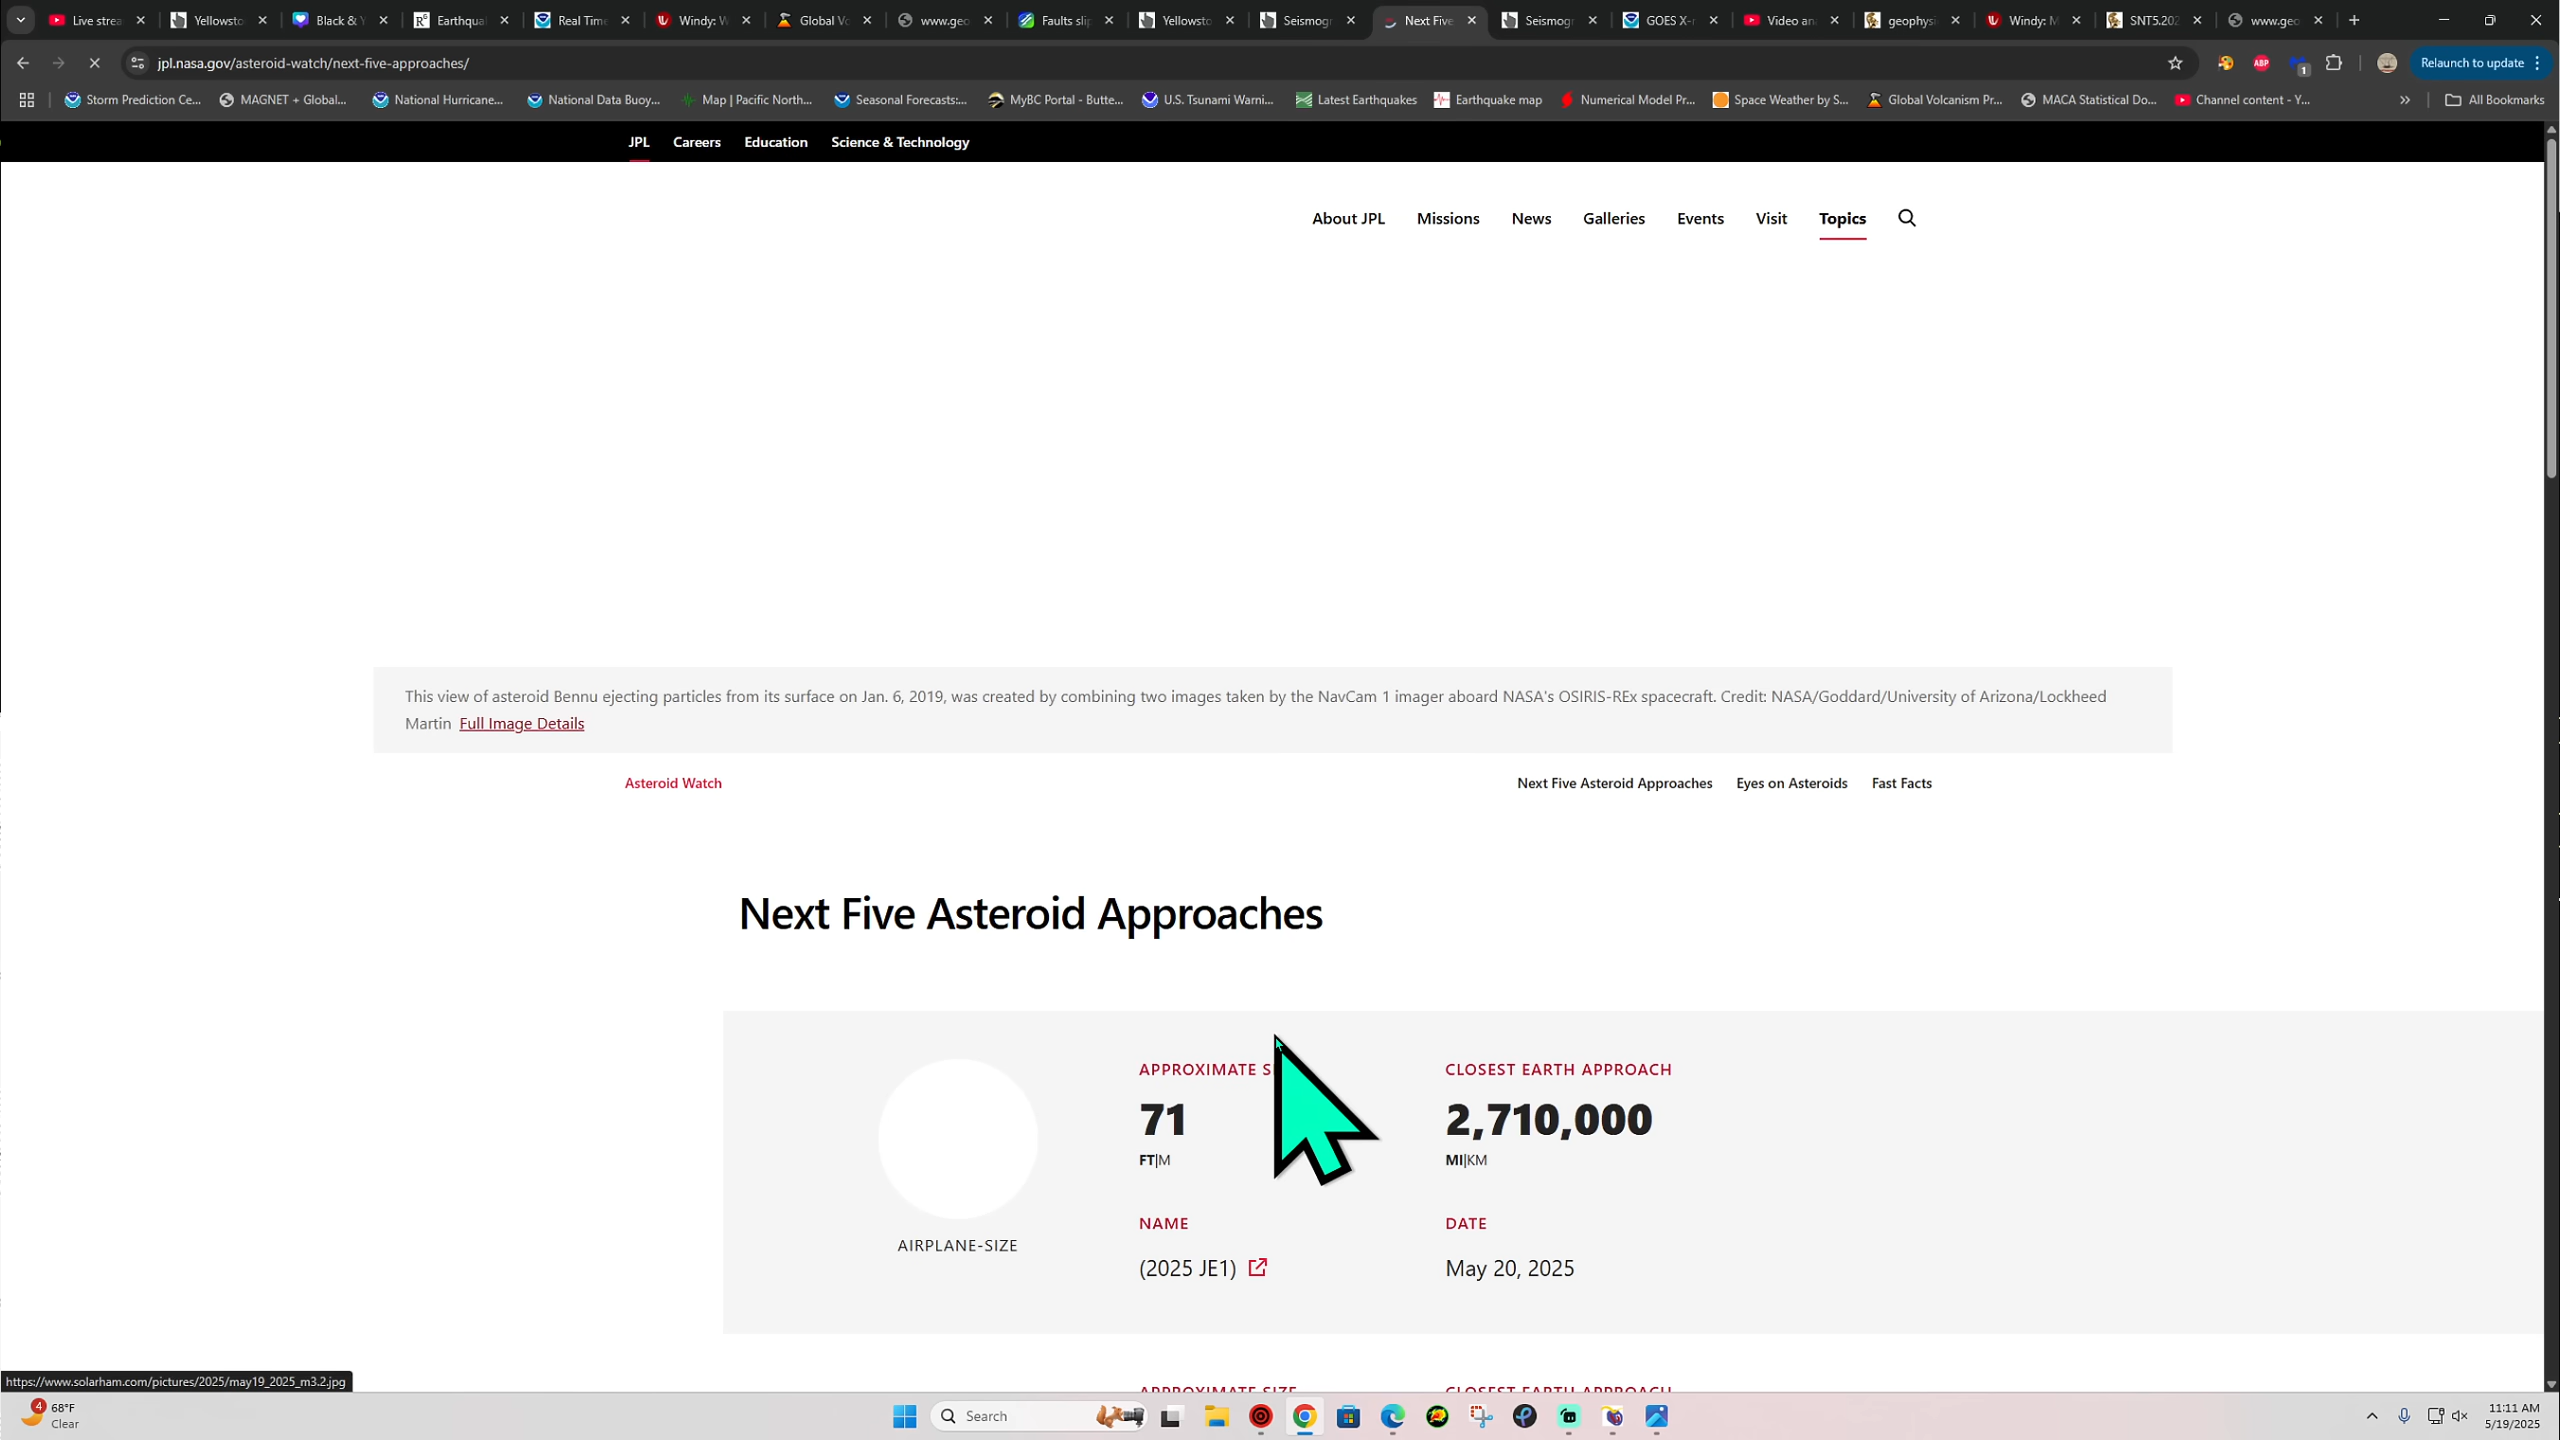 Live strea
Yellowsto
Black & Y
Earthqua
Real Time
Windy: W
Global Vo
www.geo
Faults slip
Yellowsto
Seismogr
Next Five
Seismogr
GOES X-r
Video an
geophysi
Windy: M
SNT5.202
www.geo
jpl.nasa.gov/asteroid-watch/next-five-approaches/
ABP
1
Relaunch to update
Storm Prediction Ce...
MAGNET + Global...
National Hurricane...
National Data Buoy...
Map | Pacific North...
Seasonal Forecasts:...
MyBC Portal - Butte...
U.S. Tsunami Warni...
Latest Earthquakes
Earthquake map
Numerical Model Pr...
Space Weather by S...
Global Volcanism Pr...
MACA Statistical Do...
Channel content - Y...
All Bookmarks
JPL Careers Education Science & Technology
About JPL Missions News Galleries Events Visit Topics
This view of asteroid Bennu ejecting particles from its surface on Jan. 6, 2019, was created by combining two images taken by the NavCam 1 imager aboard NASA's OSIRIS-REx spacecraft. Credit: NASA/Goddard/University of Arizona/Lockheed
Martin Full Image Details
Asteroid Watch Next Five Asteroid Approaches Eyes on Asteroids Fast Facts
Next Five Asteroid Approaches
APPROXIMATE S CLOSEST EARTH APPROACH
71 2,710,000
FT|M MI|KM
NAME DATE
AIRPLANE-SIZE
(2025 JE1) May 20, 2025
APPROXIMATE SIZE CLOSEST EARTH APPROACH
https://www.solarham.com/pictures/2025/may19_2025_m3.2.jpg
4
68°F
Clear
Search
11:11 AM
5/19/2025